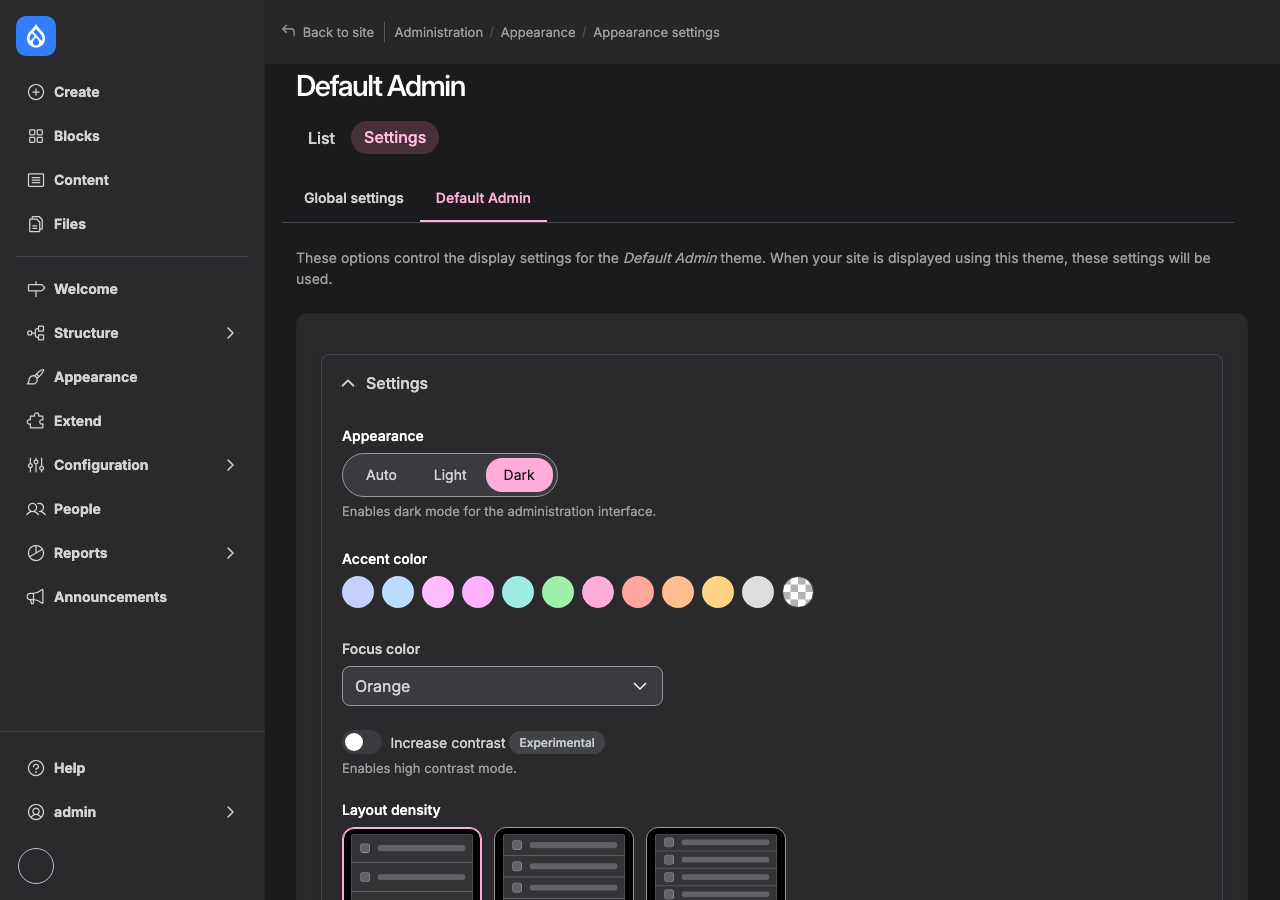 Back to site
Administration / Appearance / Appearance settings
Create
Blocks
Content
Files
Welcome
Structure
Appearance
Extend
Configuration
People
Reports
Announcements
Help
admin
Default Admin
List
Settings
Global settings
Default Admin
These options control the display settings for the Default Admin theme. When your site is displayed using this theme, these settings will be
used.
Settings
Appearance
Auto
Light
Dark
Enables dark mode for the administration interface.
Accent color
Focus color
Orange
Increase contrast Experimental
Enables high contrast mode.
Layout density